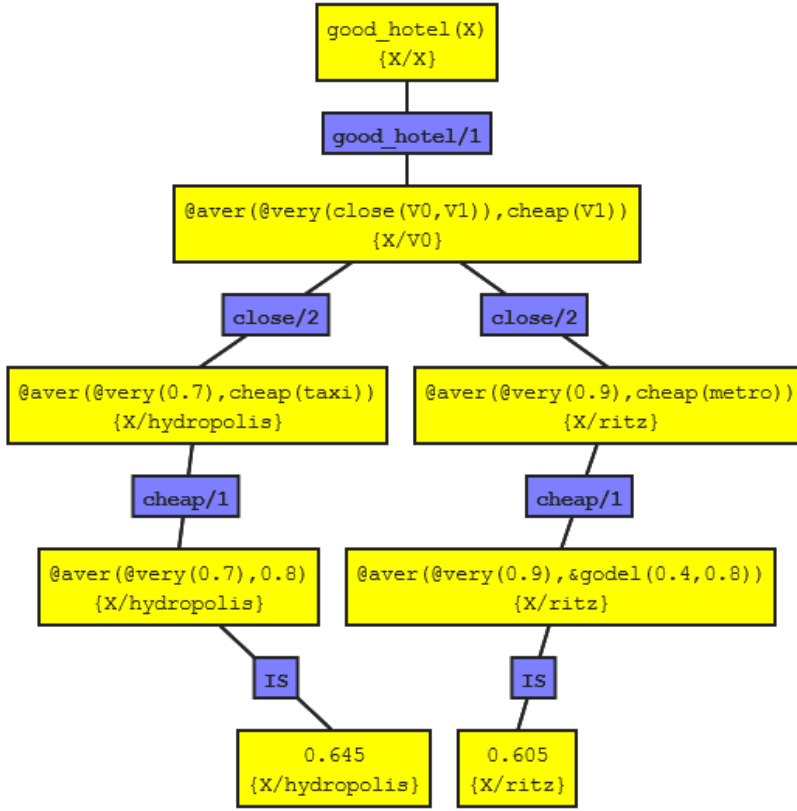 good_hotel(X)
{X/X}
good_hotel/1
@aver(@very(close(V0,V1)),cheap(V1))
{X/V0}
close/2
close/2
@aver(@very(0.7),cheap(taxi))
{X/hydropolis}
@aver(@very(0.9),cheap(metro))
{X/ritz}
cheap/1
cheap/1
@aver(@very(0.7),0.8)
{X/hydropolis}
@aver(@very(0.9),&godel(0.4,0.8))
{X/ritz}
IS
IS
0.645
{X/hydropolis}
0.605
{X/ritz}